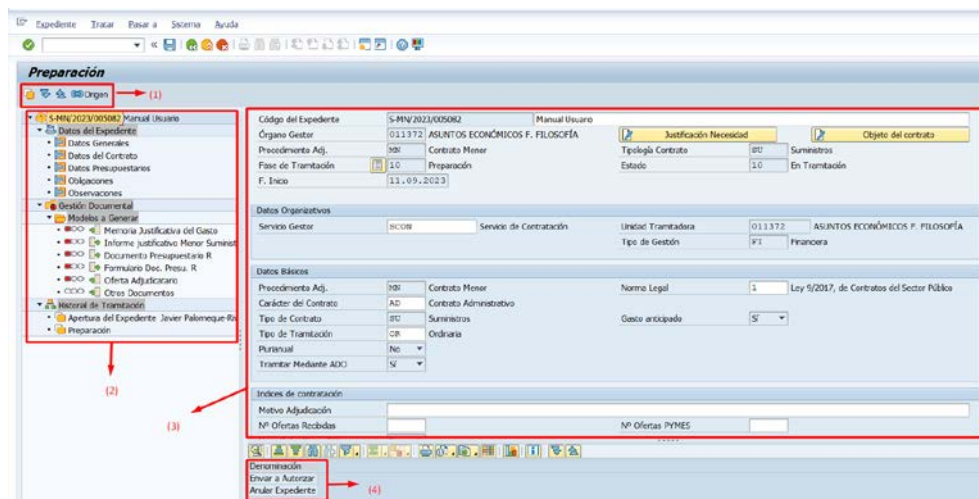 Expediente Tratar Pasar a Sistema Ayuda
Preparación
Origen (1)
S-MN/2023/005082 Manual Usuario
Datos del Expediente
Datos Generales
Datos del Contrato
Datos Presupuestarios
Obligaciones
Observaciones
Gestión Documental
Modelos a Generar
Memoria Justificativa del Gasto
Informe justificativo Menor Suminist
Documento Presupuestario R
Formulario Doc. Presu. R
Oferta Adjudicatario
Otros Documentos
Historial de Tramitación
Apertura del Expediente Javier Palomeque-Riv
Preparación
(2)
(3)
Código del Expediente S-MN/2023/005082 Manual Usuario
Órgano Gestor 011372 ASUNTOS ECONÓMICOS F. FILOSOFÍA Justificación Necesidad Objeto del contrato
Procedimiento Adj. MN Contrato Menor Tipología Contrato SU Suministros
Fase de Tramitación 10 Preparación Estado 10 En Tramitación
F. Inicio 11.09.2023
Datos Organizativos
Servicio Gestor SCON Servicio de Contratación Unidad Tramitadora 011372 ASUNTOS ECONÓMICOS F. FILOSOFÍA
Tipo de Gestión FI Financiera
Datos Básicos
Procedimiento Adj. MN Contrato Menor Norma Legal 1 Ley 9/2017, de Contratos del Sector Público
Carácter del Contrato AD Contrato Administrativo
Tipo de Contrato SU Suministros Gasto anticipado SÍ
Tipo de Tramitación OR Ordinaria
Plurianual No
Tramitar Mediante ADO SÍ
Indices de contratación
Motivo Adjudicación
Nº Ofertas Recibidas Nº Ofertas PYMES
Denominación
Enviar a Autorizar
Anular Expediente
(4)